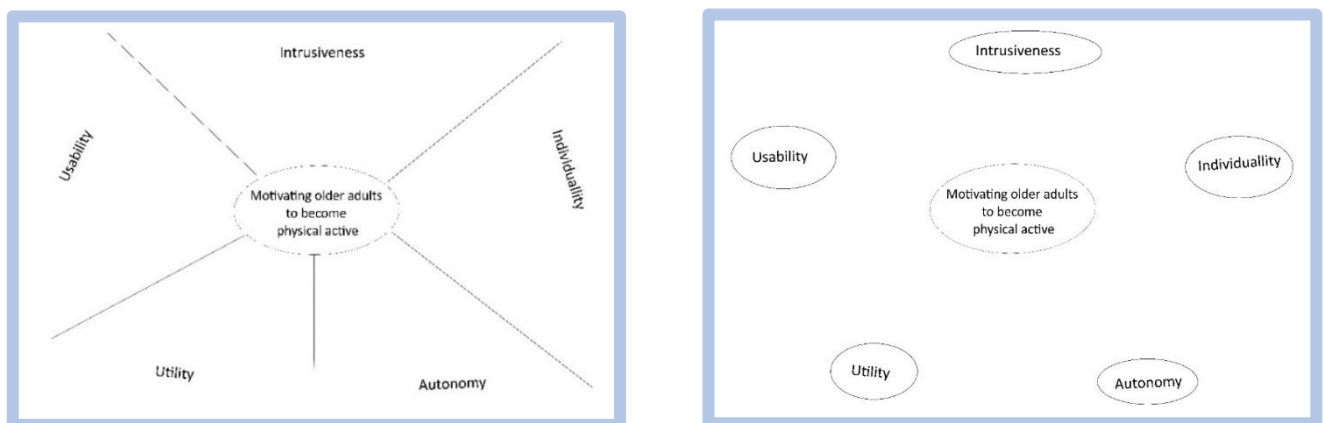 Intrusiveness
Usability
Individuallity
Motivating older adults
to become
physical active
Utility
Autonomy
Intrusiveness
Usability
Individuallity
Motivating older adults
to become
physical active
Utility
Autonomy